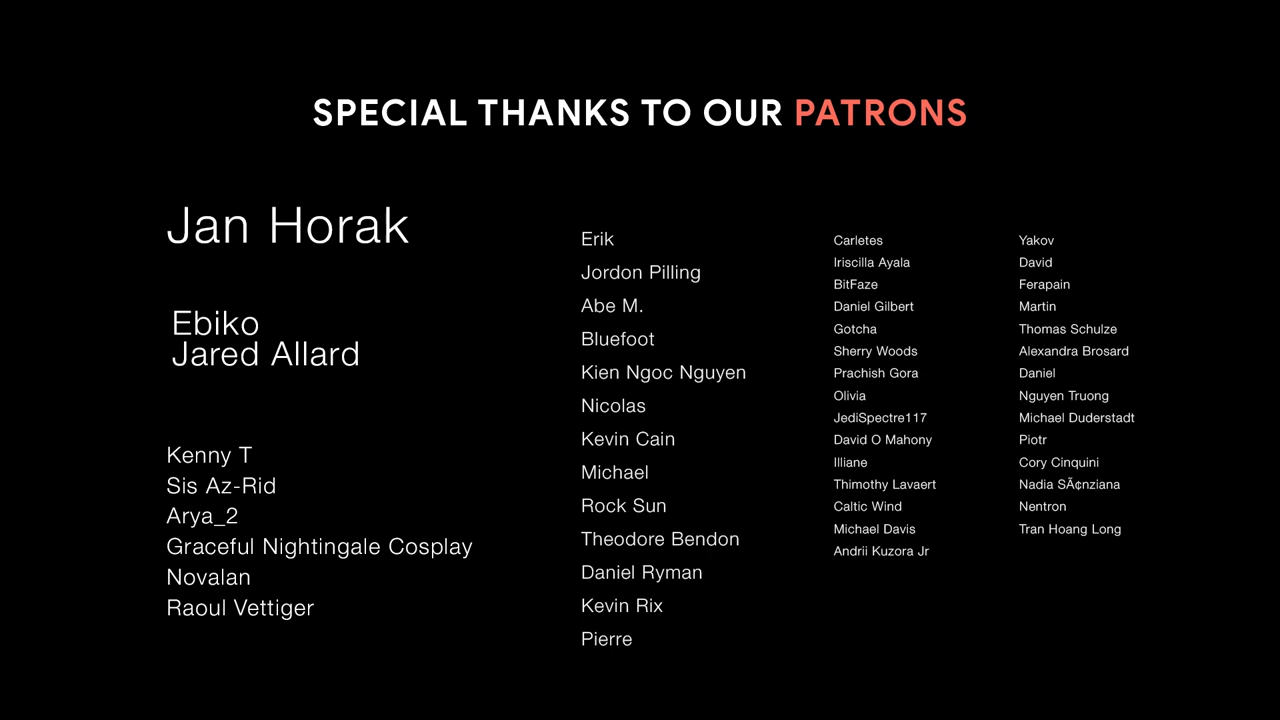 SPECIAL THANKS TO OUR PATRONS
Jan Horak
Ebiko
Jared Allard
Kenny T
Sis Az-Rid
Arya_2
Graceful Nightingale Cosplay
Novalan
Raoul Vettiger
Erik
Jordon Pilling
Abe M.
Bluefoot
Kien Ngoc Nguyen
Nicolas
Kevin Cain
Michael
Rock Sun
Theodore Bendon
Daniel Ryman
Kevin Rix
Pierre
Carletes
Iriscilla Ayala
BitFaze
Daniel Gilbert
Gotcha
Sherry Woods
Prachish Gora
Olivia
JediSpectre117
David O Mahony
Illiane
Thimothy Lavaert
Caltic Wind
Michael Davis
Andrii Kuzora Jr
Yakov
David
Ferapain
Martin
Thomas Schulze
Alexandra Brosard
Daniel
Nguyen Truong
Michael Duderstadt
Piotr
Cory Cinquini
Nadia SÃ¢nziana
Nentron
Tran Hoang Long